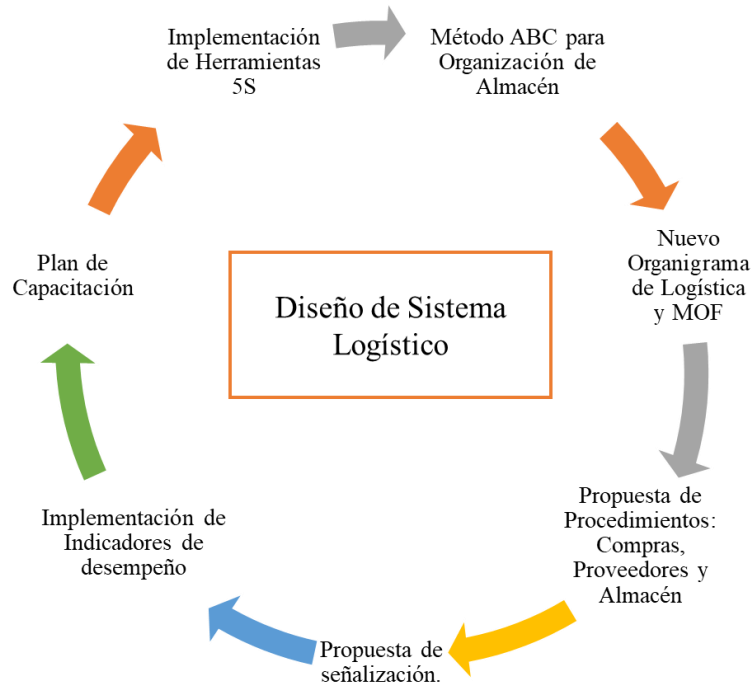 Implementación
de Herramientas
5S
Método ABC para
Organización de
Almacén
Nuevo
Organigrama
de Logística
y MOF
Propuesta de
Procedimientos:
Compras,
Proveedores y
Almacén
Propuesta de
señalización.
Implementación de
Indicadores de
desempeño
Plan de
Capacitación
Diseño de Sistema
Logístico